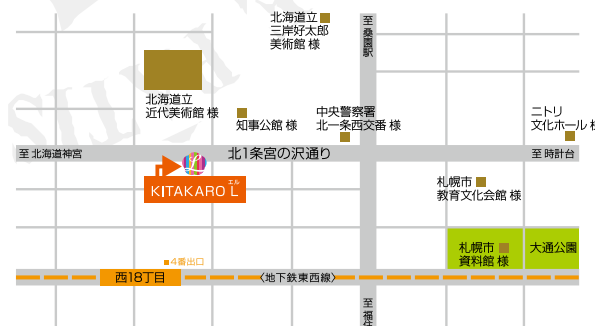 北海道立
三岸好太郎
美術館 様
至 桑園駅
北海道立
近代美術館 様
知事公館 様
中央警察署
北一条西交番 様
ニトリ
文化ホール 様
至 北海道神宮
北1条宮の沢通り
至 時計台
KITAKARO L
エル
札幌市
教育文化会館 様
札幌市
資料館 様
大通公園
4番出口
西18丁目
〈地下鉄東西線〉
至 福住